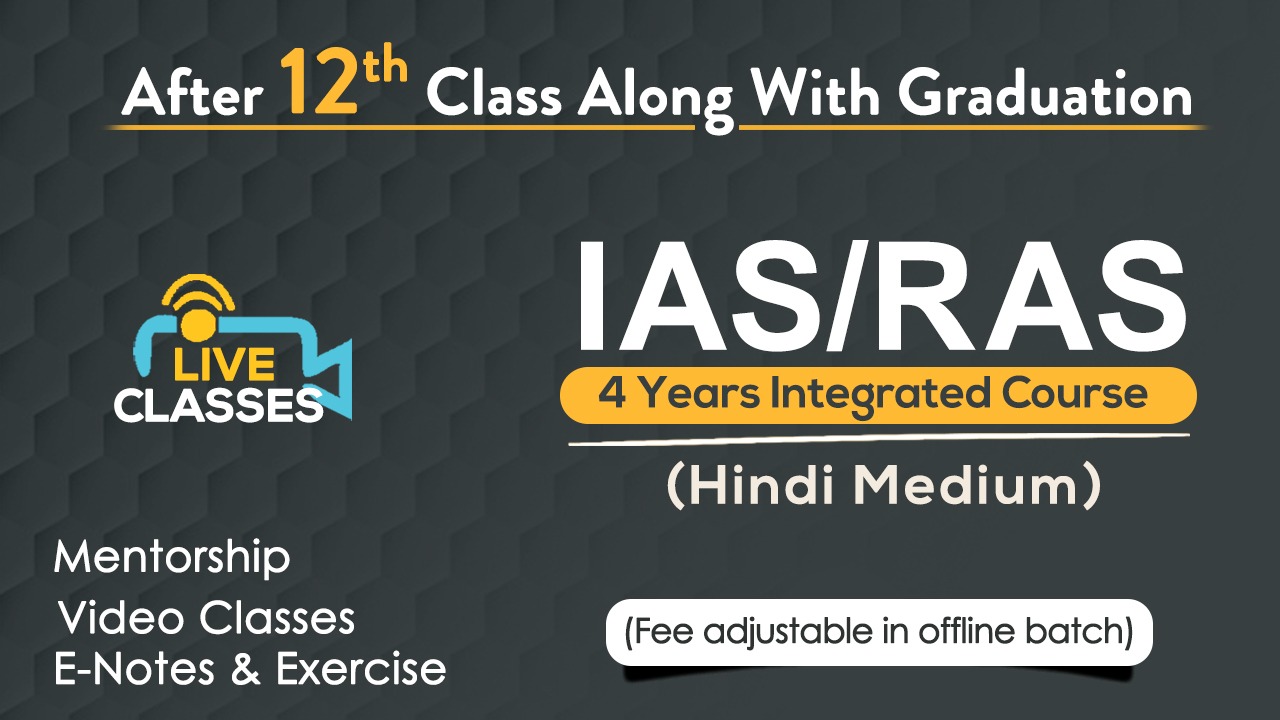 After 12th Class Along With Graduation
LIVE
CLASSES
IAS/RAS
4 Years Integrated Course
(Hindi Medium)
Mentorship
Video Classes
E-Notes & Exercise
(Fee adjustable in offline batch)